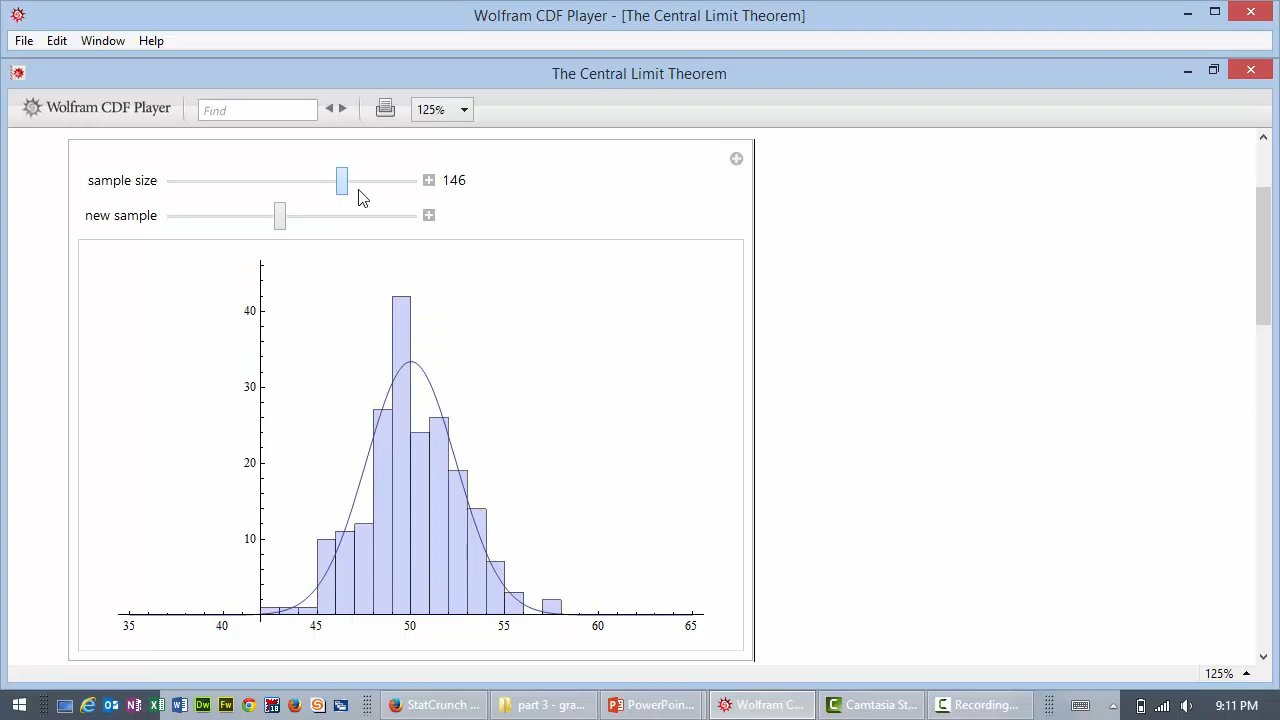 Wolfram CDF Player - [The Central Limit Theorem]
File Edit Window Help
The Central Limit Theorem
Wolfram CDF Player Find 125%
sample size 146
new sample
40
30
20
10
35 40 45 50 55 60 65
125%
StatCrunch ... part 3 - gra... PowerPoin... Wolfram C... Camtasia St... Recording... 9:11 PM